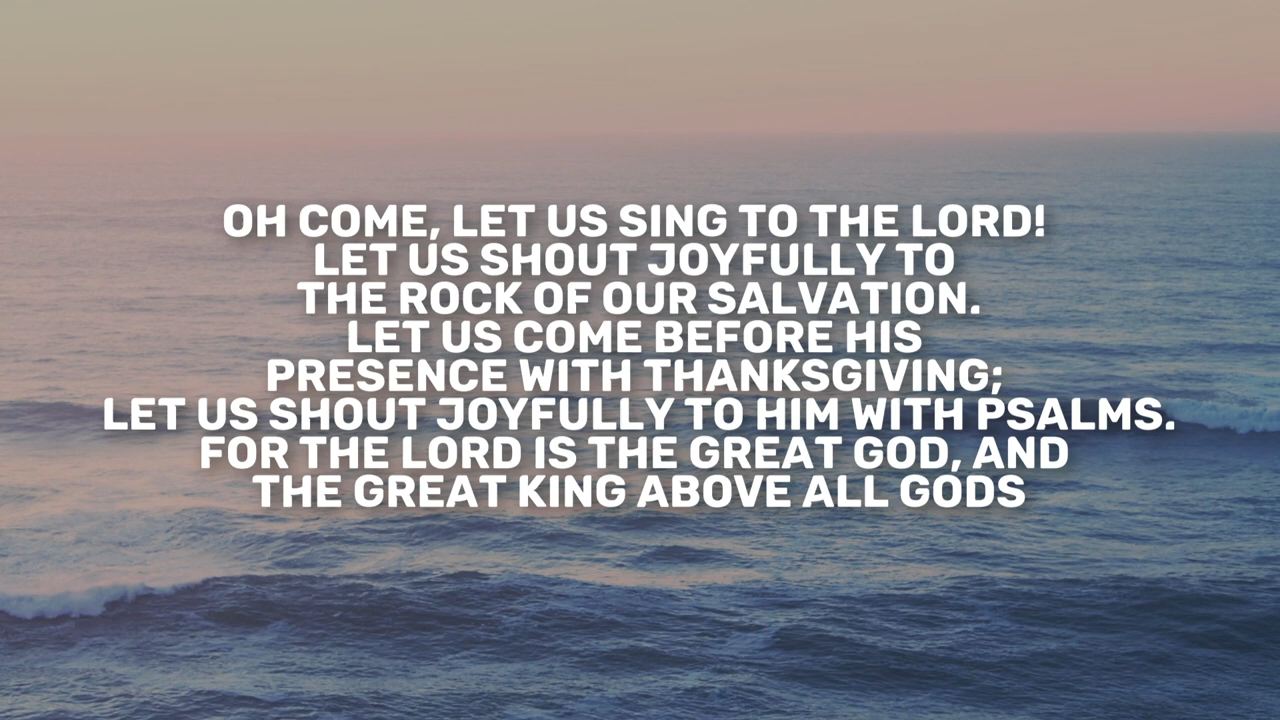 OH COME, LET US SING TO THE LORD!
LET US SHOUT JOYFULLY TO
THE ROCK OF OUR SALVATION.
LET US COME BEFORE HIS
PRESENCE WITH THANKSGIVING;
LET US SHOUT JOYFULLY TO HIM WITH PSALMS.
FOR THE LORD IS THE GREAT GOD, AND
THE GREAT KING ABOVE ALL GODS